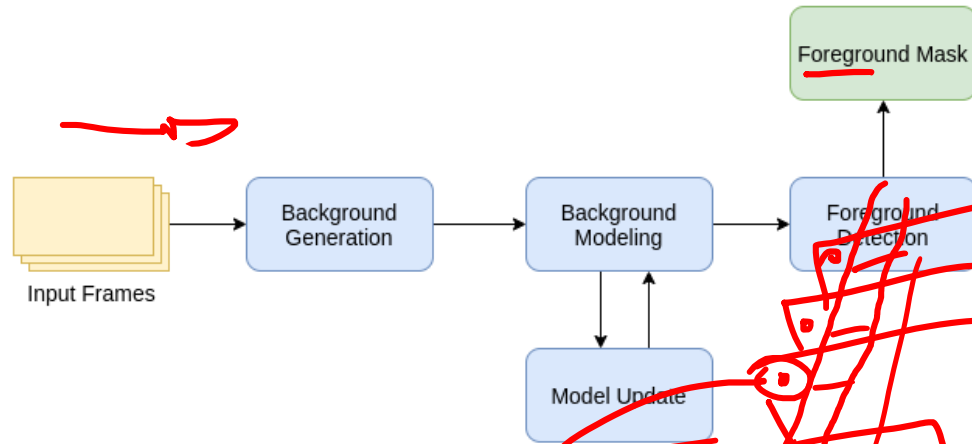 Foreground Mask
Background
Generation
Background
Modeling
Foreground
Detection
Input Frames
Model Update